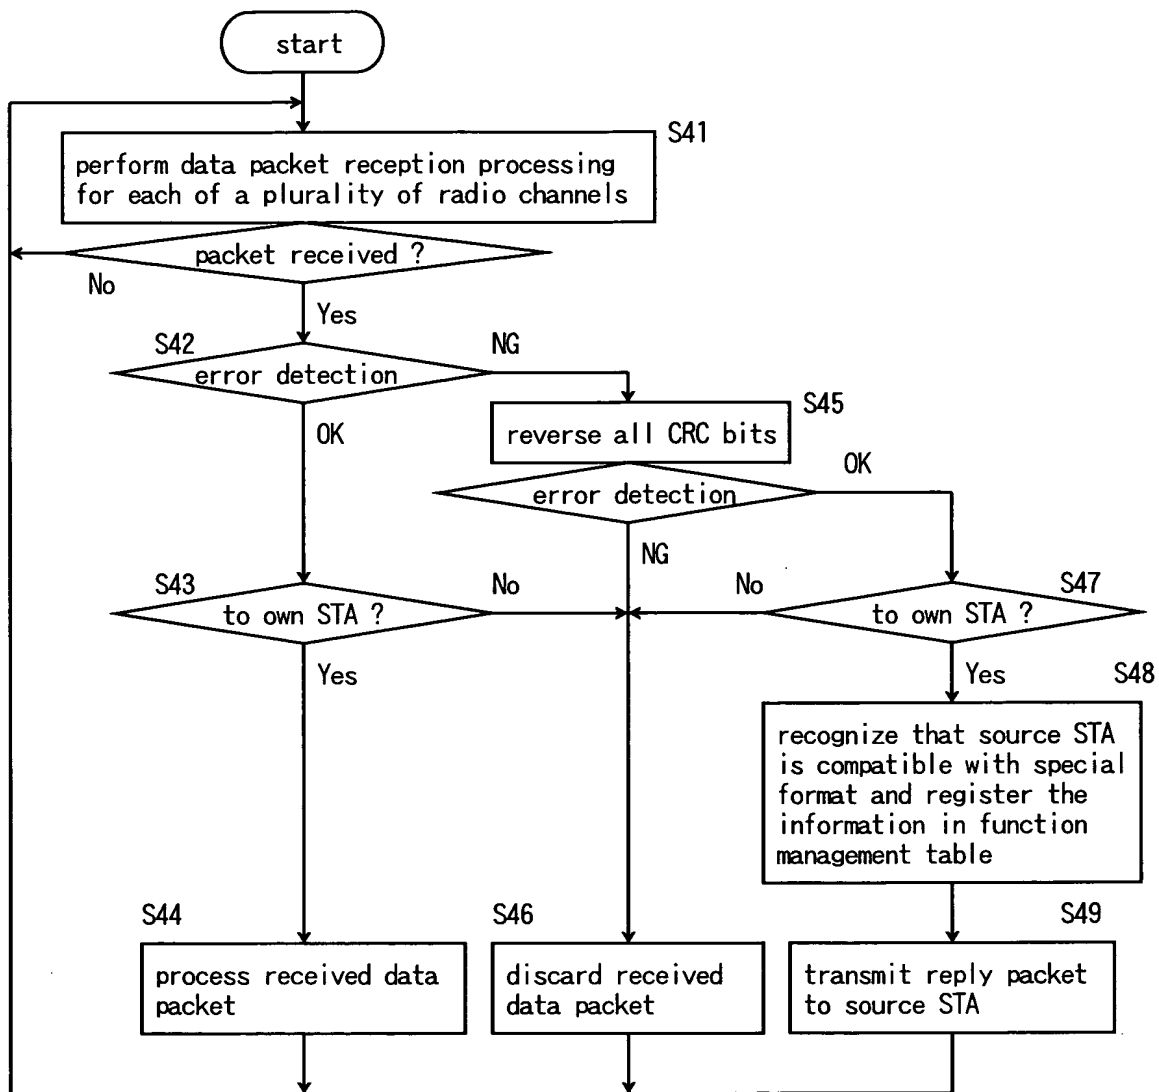 start
S41
perform data packet reception processing
for each of a plurality of radio channels
packet received ?
No
Yes
S42
NG
error detection
S45
OK
reverse all CRC bits
OK
error detection
NG
S43
No
No
S47
to own STA ?
to own STA ?
Yes
Yes
S48
recognize that source STA
is compatible with special
format and register the
information in function
management table
S44
S46
S49
process received data
packet
discard received
data packet
transmit reply packet
to source STA